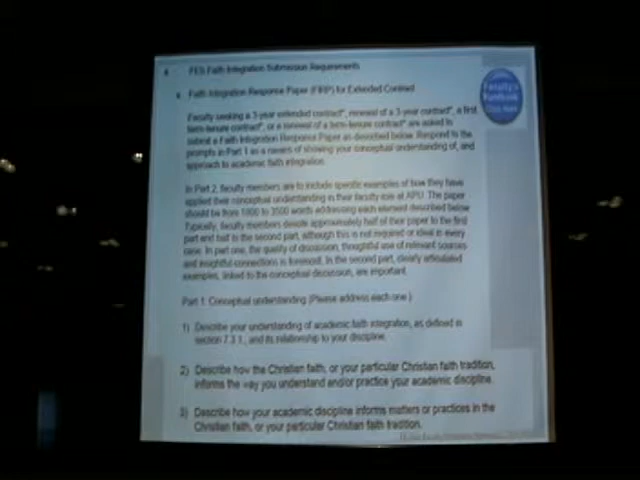 FES Faith Integration Submission Requirements
Faith Integration Response Paper (FIRP) for Extended Contract
Faculty's
Handbook
Faculty seeking a 3-year extended contract*, renewal of a 3-year contract*, a first
term-tenure contract*, or a renewal of a term-tenure contract* are asked to
submit a Faith Integration Response Paper as described below. Respond to the
prompts in Part 1 as a means of showing your conceptual understanding of, and
approach to academic faith integration.
In Part 2, faculty members are to include specific examples of how they have
applied their conceptual understanding in their faculty role at APU. The paper
should be from 1800 to 3500 words addressing each element described below.
Typically, faculty members devote approximately half of their paper to the first
part and half to the second part, although this is not required or ideal in every
case. In part one, the quality of discussion, thoughtful use of relevant sources
and insightful connections is foremost. In the second part, clearly articulated
examples, linked to the conceptual discussion, are important.
Part 1: Conceptual understanding (Please address each one.)
1) Describe your understanding of academic faith integration, as defined in
section 7.3.1, and its relationship to your discipline.
2) Describe how the Christian faith, or your particular Christian faith tradition,
informs the way you understand and/or practice your academic discipline.
3) Describe how your academic discipline informs matters or practices in the
Christian faith, or your particular Christian faith tradition.